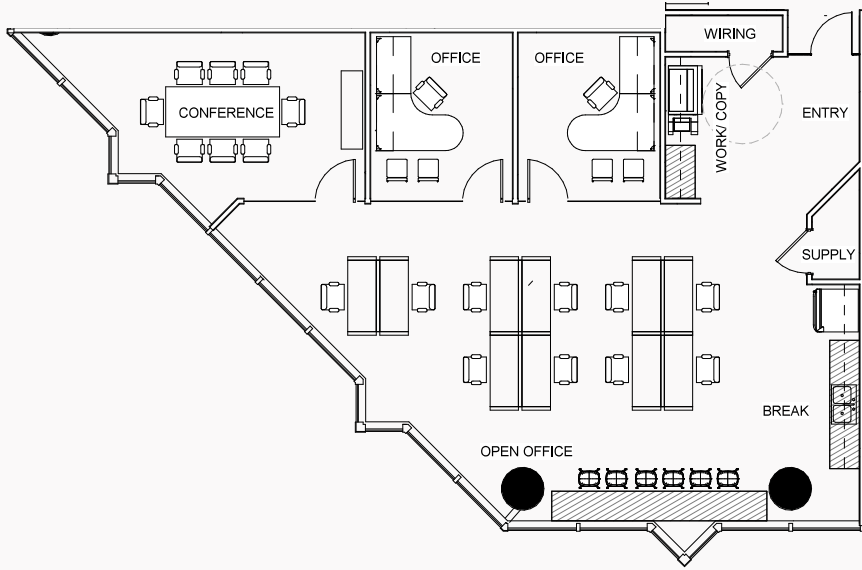 WIRING
OFFICE
OFFICE
CONFERENCE
WORK/ COPY
ENTRY
SUPPLY
BREAK
OPEN OFFICE